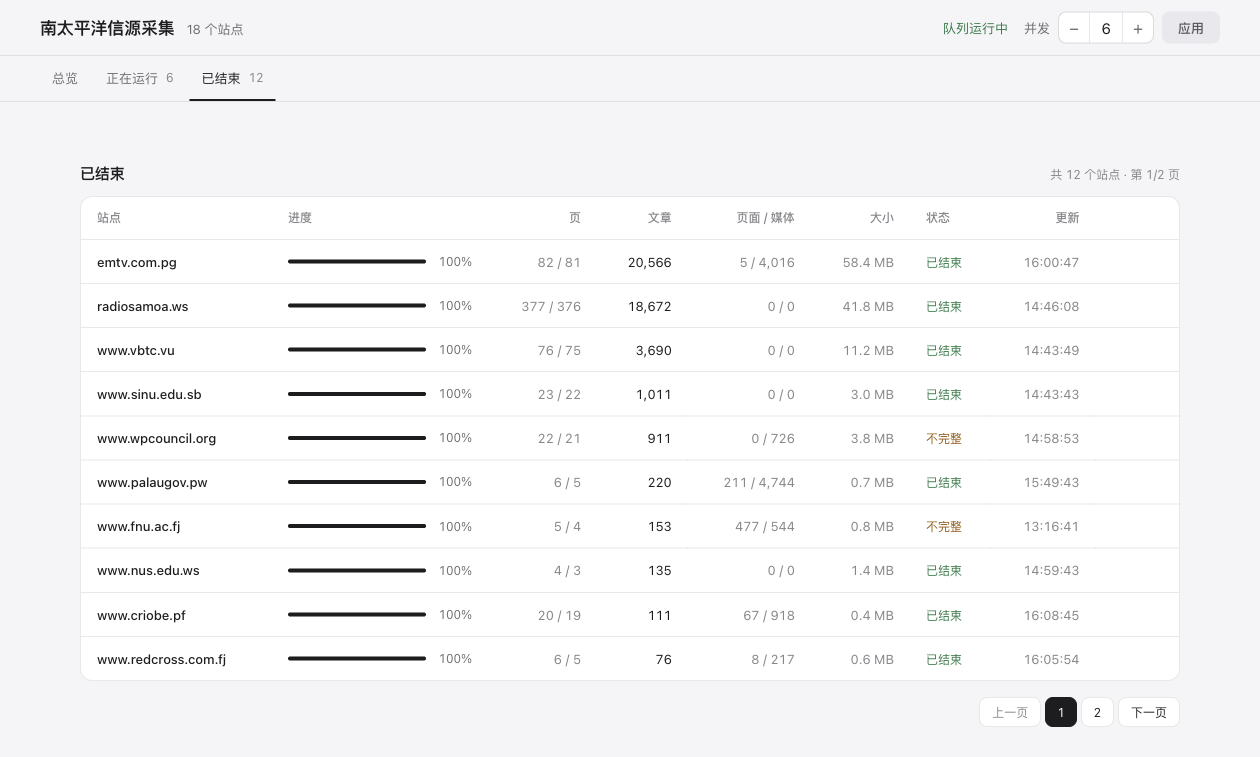 南太平洋信源采集 18 个站点 队列运行中 并发 − 6 + 应用
总览 正在运行 6 已结束 12
已结束 共 12 个站点 · 第 1/2 页
站点 进度 页 文章 页面 / 媒体 大小 状态 更新
emtv.com.pg 100% 82 / 81 20,566 5 / 4,016 58.4 MB 已结束 16:00:47
radiosamoa.ws 100% 377 / 376 18,672 0 / 0 41.8 MB 已结束 14:46:08
www.vbtc.vu 100% 76 / 75 3,690 0 / 0 11.2 MB 已结束 14:43:49
www.sinu.edu.sb 100% 23 / 22 1,011 0 / 0 3.0 MB 已结束 14:43:43
www.wpcouncil.org 100% 22 / 21 911 0 / 726 3.8 MB 不完整 14:58:53
www.palaugov.pw 100% 6 / 5 220 211 / 4,744 0.7 MB 已结束 15:49:43
www.fnu.ac.fj 100% 5 / 4 153 477 / 544 0.8 MB 不完整 13:16:41
www.nus.edu.ws 100% 4 / 3 135 0 / 0 1.4 MB 已结束 14:59:43
www.criobe.pf 100% 20 / 19 111 67 / 918 0.4 MB 已结束 16:08:45
www.redcross.com.fj 100% 6 / 5 76 8 / 217 0.6 MB 已结束 16:05:54
上一页 1 2 下一页